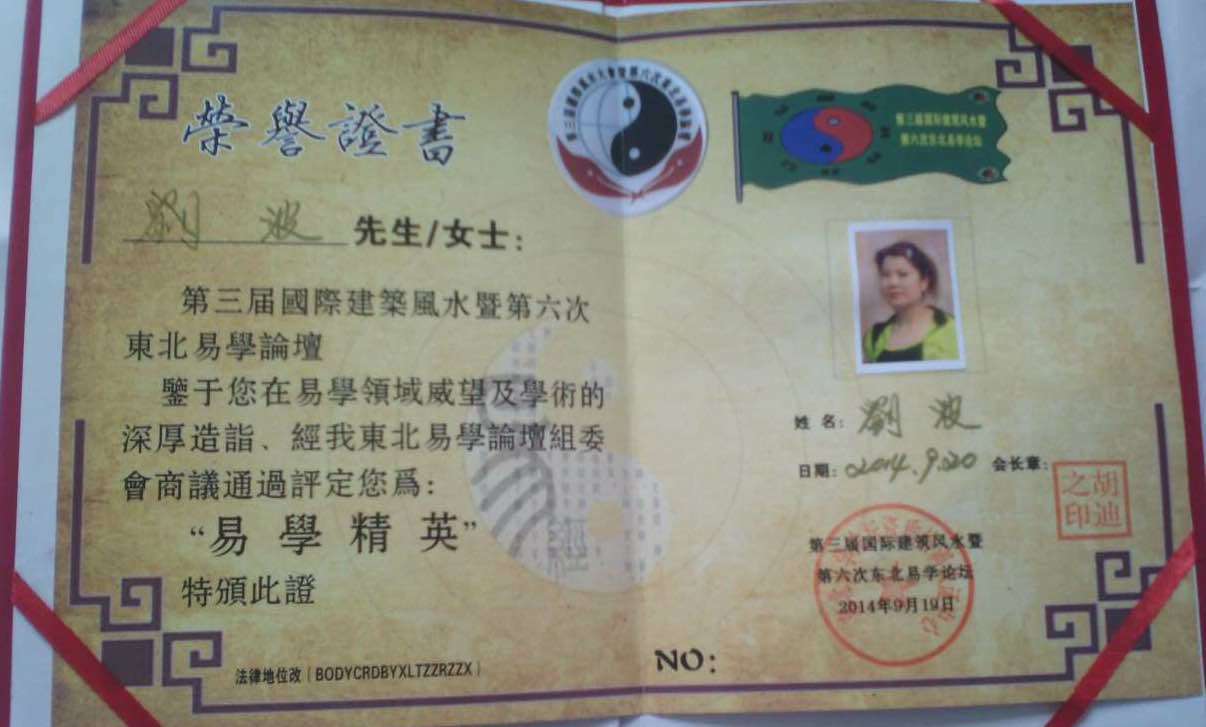 榮譽證書
劉 波 先生/女士：
第三届國際建築風水暨第六次
東北易學論壇
鑒于您在易學領域威望及學術的
深厚造詣、經我東北易學論壇組委
會商議通過評定您爲：
“易 學 精 英”
特頒此證
法律地位改（BODYCRDBYXLTZZRZZX）
第三届国际建筑风水暨
第六次东北易学论坛
姓 名： 劉 波
日期： 2014.9.20 会长章：
胡迪
之印
第三届国际建筑风水暨
第六次东北易学论坛
2014年9月19日
NO：